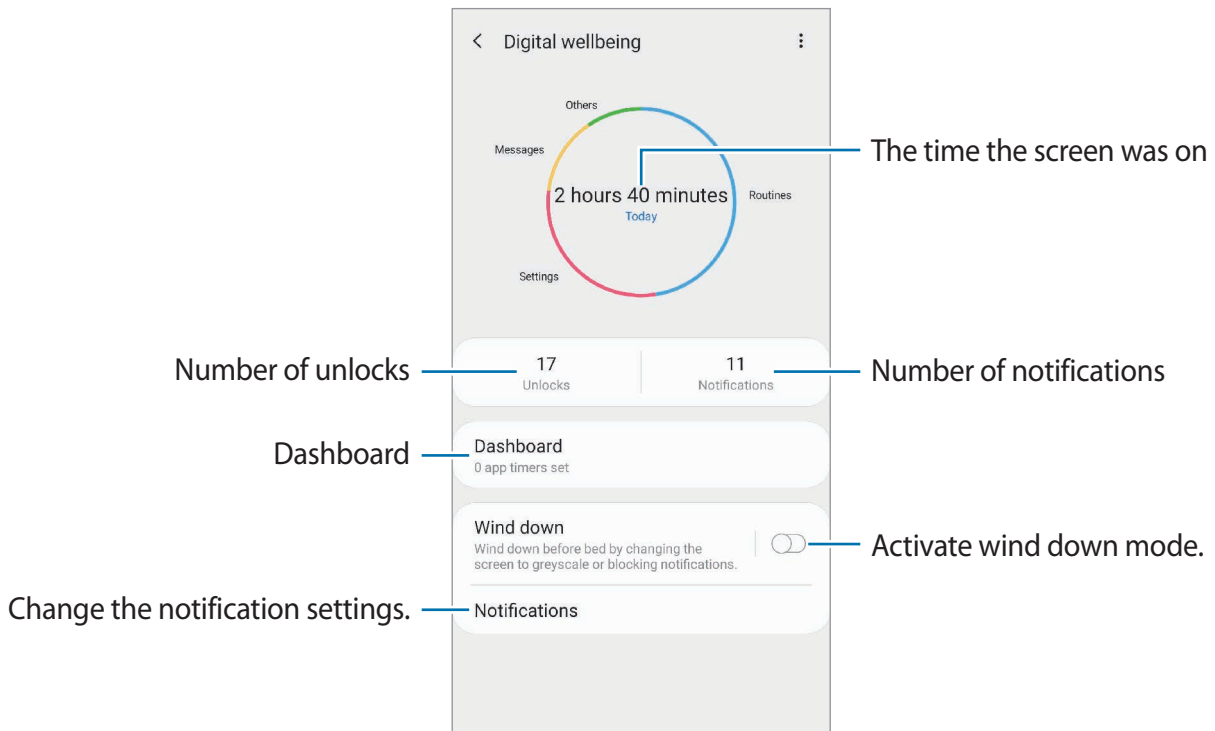 Digital wellbeing
Others
The time the screen was on
Messages
2 hours 40 minutes
Routines
Today
Settings
Number of unlocks
17
Unlocks
11
Notifications
Number of notifications
Dashboard
Dashboard
0 app timers set
Wind down
Wind down before bed by changing the
screen to greyscale or blocking notifications.
Activate wind down mode.
Change the notification settings.
Notifications